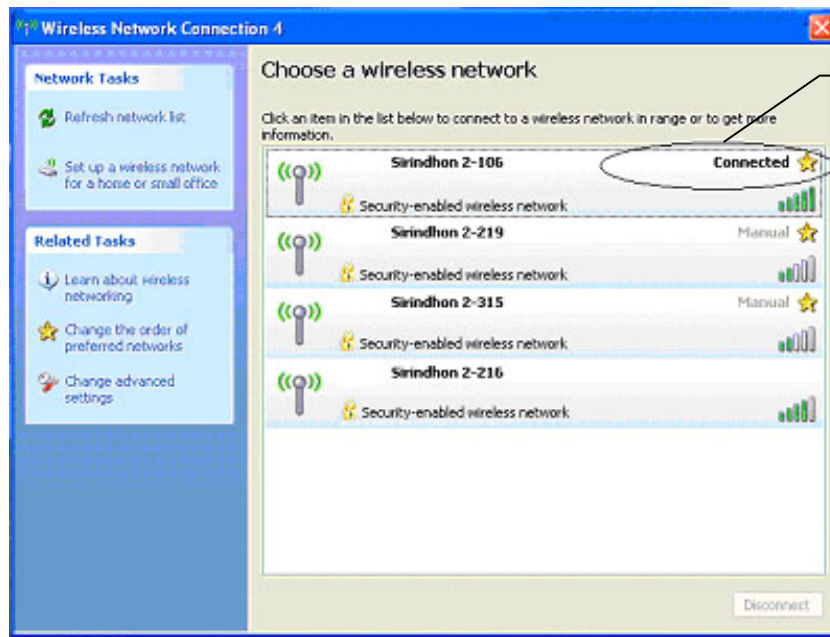 Wireless Network Connection 4
Network Tasks
Refresh network list
Set up a wireless network
for a home or small office
Related Tasks
Learn about wireless
networking
Change the order of
preferred networks
Change advanced
settings
Choose a wireless network
Click an item in the list below to connect to a wireless network in range or to get more
information.
Sirindhon 2-106 Connected
Security-enabled wireless network
Sirindhon 2-219 Manual
Security-enabled wireless network
Sirindhon 2-315 Manual
Security-enabled wireless network
Sirindhon 2-216
Security-enabled wireless network
Disconnect